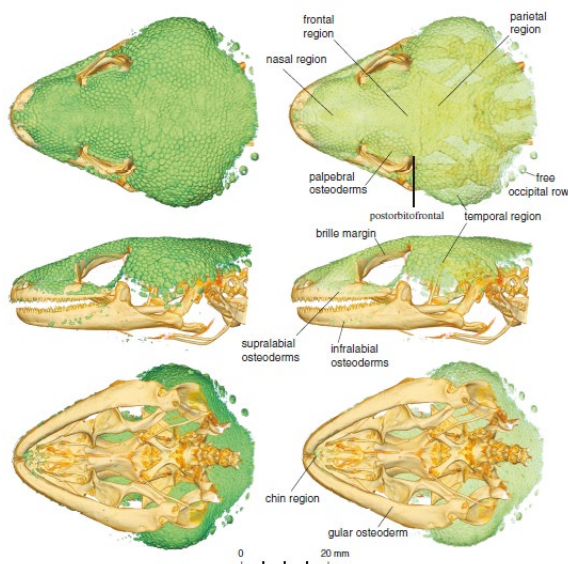 frontal
region
parietal
region
nasal region
palpebral
osteoderms
free
occipital row
postorbitofrontal
temporal region
brille margin
supralabial
osteoderms
infralabial
osteoderms
chin region
gular osteoderm
0
20 mm